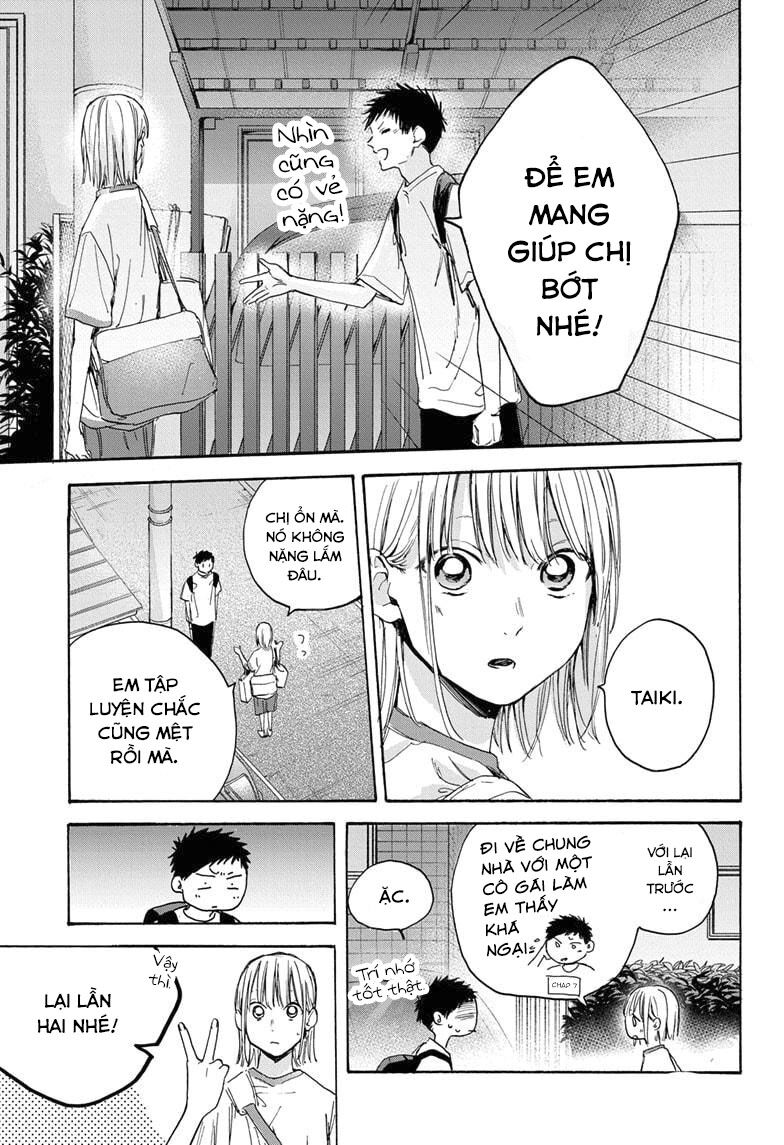 ĐỂ EM
MANG
GIÚP CHỊ
BỚT
NHÉ!
Nhìn
cũng
có vẻ
nặng!
TAIKI.
CHỊ ỔN MÀ.
NÓ KHÔNG
NẶNG LẮM
ĐÂU.
EM TẬP
LUYỆN CHẮC
CŨNG MỆT
RỒI MÀ.
VỚI LẠI
LẦN
TRƯỚC
...
ĐI VỀ CHUNG
NHÀ VỚI MỘT
CÔ GÁI LÀM
EM THẤY
KHÁ
NGẠI
CHAP 7
ẶC.
Trí nhớ
tốt thật.
Vậy
thì.
LẠI LẦN
HAI NHÉ!